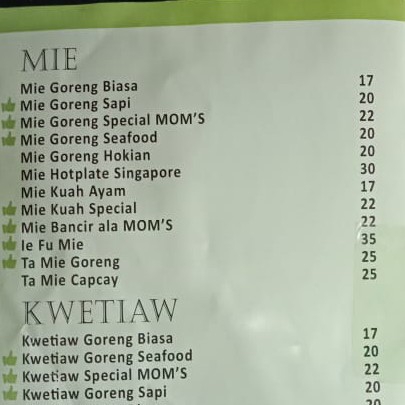 MIE
Mie Goreng Biasa 17
Mie Goreng Sapi 20
Mie Goreng Special MOM'S 22
Mie Goreng Seafood 20
Mie Goreng Hokian 20
Mie Hotplate Singapore 30
Mie Kuah Ayam 17
Mie Kuah Special 22
Mie Bancir ala MOM'S 22
Ie Fu Mie 35
Ta Mie Goreng 25
Ta Mie Capcay 25
KWETIAW
Kwetiaw Goreng Biasa 17
Kwetiaw Goreng Seafood 20
Kwetiaw Special MOM'S 22
Kwetiaw Goreng Sapi 20
20